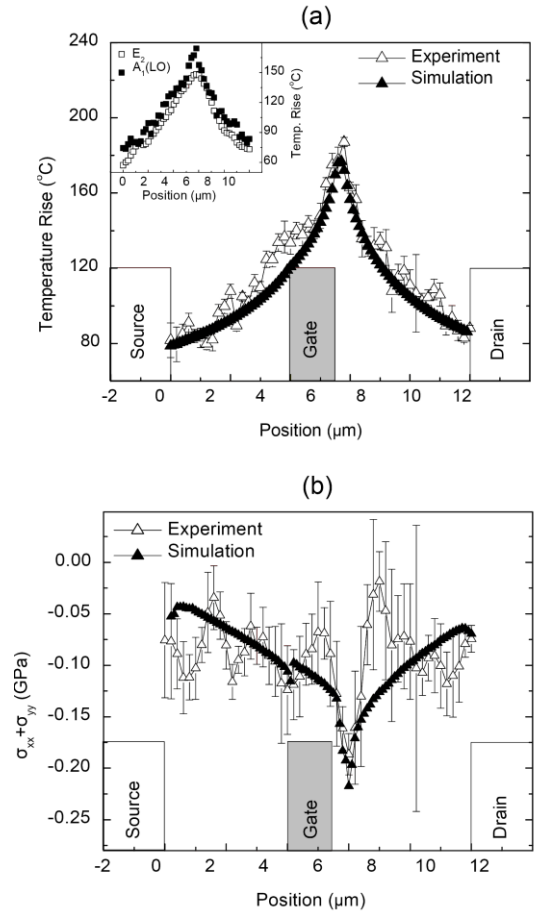 (a)
E2
A1(LO)
150
120
90
60
Temp. Rise (°C)
0 2 4 6 8 10
Position (μm)
Experiment
Simulation
240
200
160
120
80
Temperature Rise (°C)
Source
Gate
Drain
-2 0 2 4 6 8 10 12
Position (μm)
(b)
Experiment
Simulation
0.00
-0.05
-0.10
-0.15
-0.20
-0.25
σxx+σyy (GPa)
Source
Gate
Drain
-2 0 2 4 6 8 10 12
Position (μm)